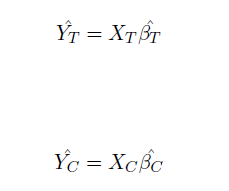 Ŷ_T = X_T β̂_T
Ŷ_C = X_C β̂_C